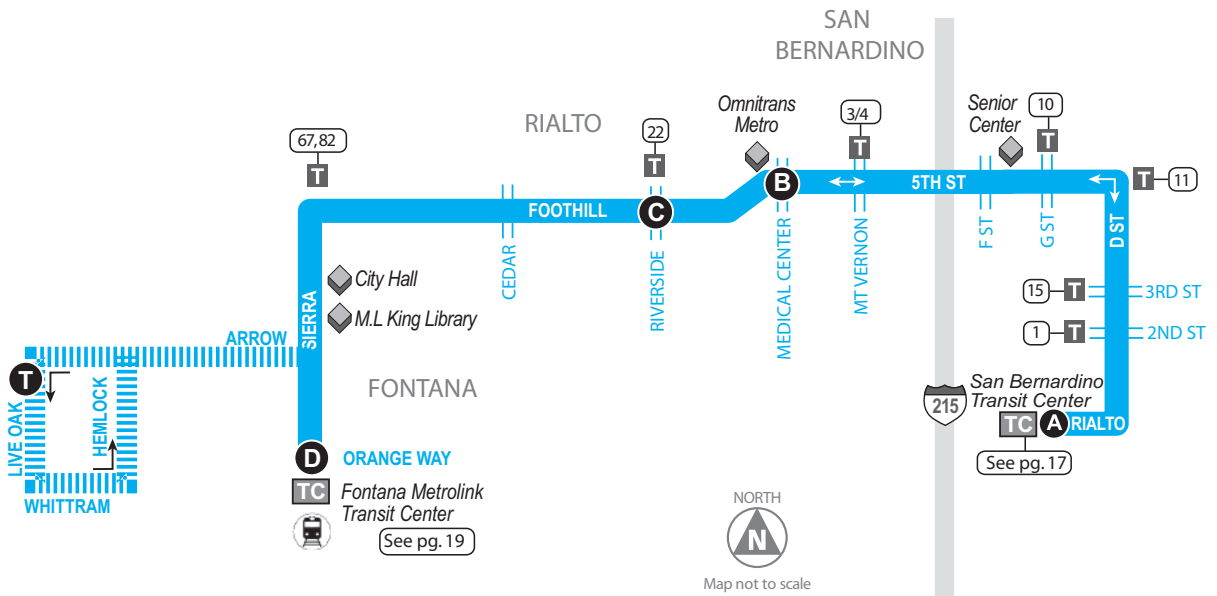 SAN
BERNARDINO
RIALTO
67,82
T
22
T
Omnitrans
Metro
3/4
T
Senior
Center
10
T
T
11
B
5TH ST
FOOTHILL
C
D ST
CEDAR
RIVERSIDE
MEDICAL CENTER
MT VERNON
F ST
G ST
City Hall
M.L King Library
SIERRA
15
T
3RD ST
1
T
2ND ST
ARROW
T
LIVE OAK
HEMLOCK
WHITTRAM
FONTANA
215
San Bernardino
Transit Center
TC
A
RIALTO
See pg. 17
D
ORANGE WAY
TC
Fontana Metrolink
Transit Center
See pg. 19
NORTH
N
Map not to scale